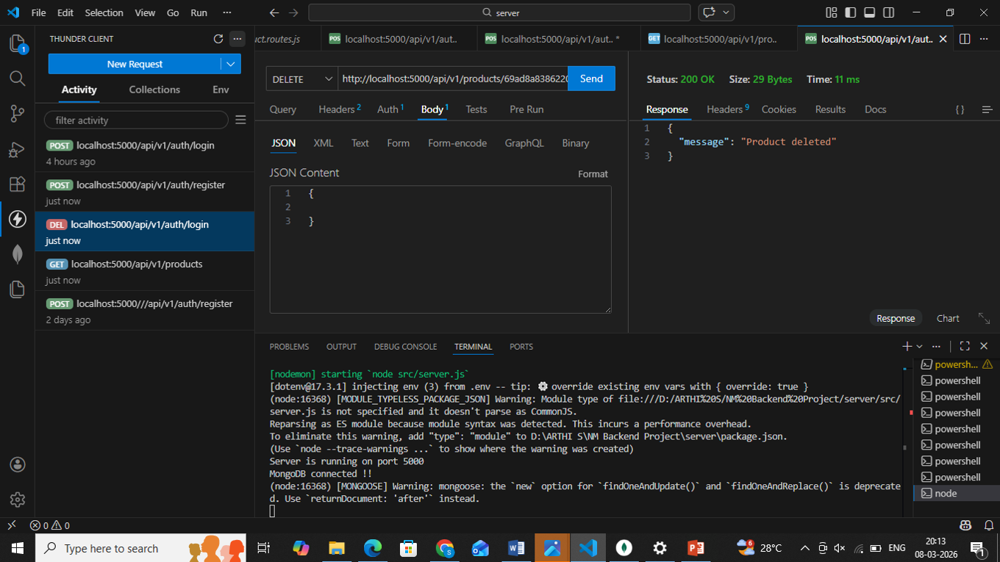 File Edit Selection View Go Run ···
server
THUNDER CLIENT
New Request
Activity Collections Env
filter activity
POST localhost:5000/api/v1/auth/login
4 hours ago
POST localhost:5000/api/v1/auth/register
just now
DEL localhost:5000/api/v1/auth/login
just now
GET localhost:5000/api/v1/products
just now
POST localhost:5000///api/v1/auth/register
2 days ago
uct.routes.js
POS localhost:5000/api/v1/aut..
POS localhost:5000/api/v1/aut.. *
GET localhost:5000/api/v1/pro..
POS localhost:5000/api/v1/aut..
DELETE http://localhost:5000/api/v1/products/69ad8a838622 Send
Query Headers 2 Auth 1 Body 1 Tests Pre Run
JSON XML Text Form Form-encode GraphQL Binary
JSON Content Format
1 {
2
3 }
Status: 200 OK Size: 29 Bytes Time: 11 ms
Response Headers 9 Cookies Results Docs { }
1 {
2 "message": "Product deleted"
3 }
Response Chart
PROBLEMS OUTPUT DEBUG CONSOLE TERMINAL PORTS
[nodemon] starting `node src/server.js`
[dotenv@17.3.1] injecting env (3) from .env -- tip: ⚙️ override existing env vars with { override: true }
(node:16368) [MODULE_TYPELESS_PACKAGE_JSON] Warning: Module type of file:///D:/ARTHI%20S/NM%20Backend%20Project/server/src/
server.js is not specified and it doesn't parse as CommonJS.
Reparsing as ES module because module syntax was detected. This incurs a performance overhead.
To eliminate this warning, add "type": "module" to D:\ARTHI S\NM Backend Project\server\package.json.
(Use `node --trace-warnings ...` to show where the warning was created)
Server is running on port 5000
MongoDB connected !!
(node:16368) [MONGOOSE] Warning: mongoose: the `new` option for `findOneAndUpdate()` and `findOneAndReplace()` is deprecate
d. Use `returnDocument: 'after'` instead.
powersh...
powershell
powershell
powershell
powershell
powershell
powershell
powershell
node
0 0
Type here to search
28°C
ENG
20:13
08-03-2026